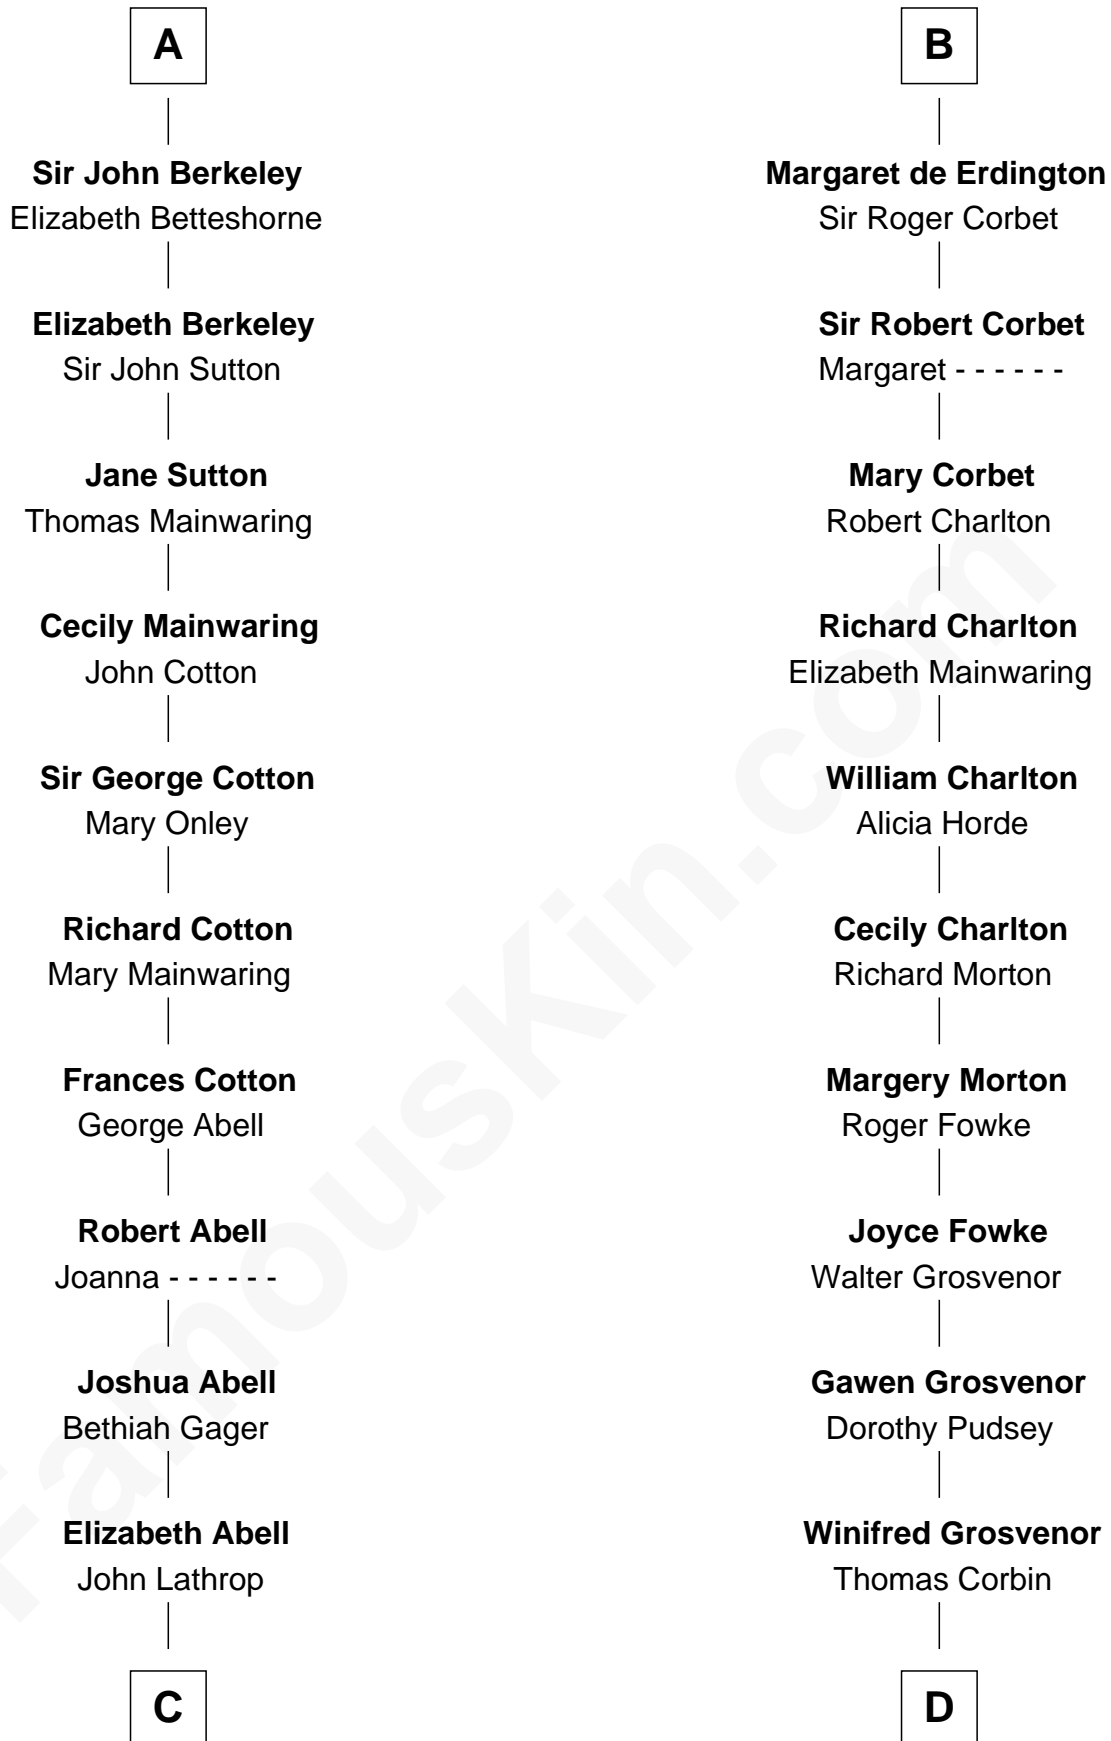 A
Sir John Berkeley
Elizabeth Betteshorne
Elizabeth Berkeley
Sir John Sutton
Jane Sutton
Thomas Mainwaring
Cecily Mainwaring
John Cotton
Sir George Cotton
Mary Onley
Richard Cotton
Mary Mainwaring
Frances Cotton
George Abell
Robert Abell
Joanna - - - - - -
Joshua Abell
Bethiah Gager
Elizabeth Abell
John Lathrop
C
B
Margaret de Erdington
Sir Roger Corbet
Sir Robert Corbet
Margaret - - - - - -
Mary Corbet
Robert Charlton
Richard Charlton
Elizabeth Mainwaring
William Charlton
Alicia Horde
Cecily Charlton
Richard Morton
Margery Morton
Roger Fowke
Joyce Fowke
Walter Grosvenor
Gawen Grosvenor
Dorothy Pudsey
Winifred Grosvenor
Thomas Corbin
D
FamousKin.com